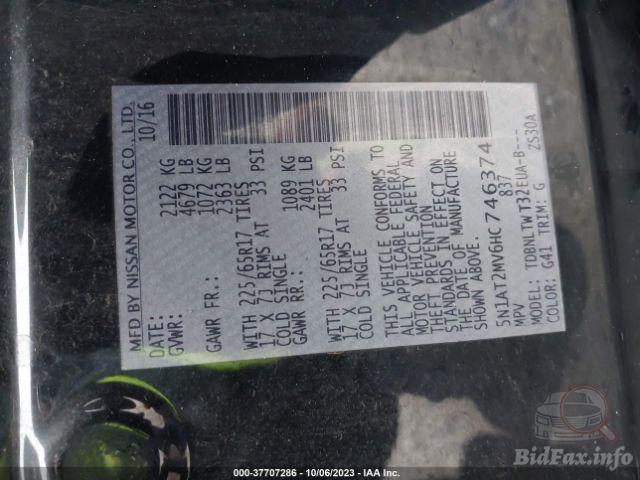 MFD BY NISSAN MOTOR CO., LTD.
DATE: 10/16
GVWR: 2122 KG
4679 LB
GAWR FR.: 1072 KG
2363 LB
WITH 225/65R17 TIRES
17 X 7J RIMS AT 33 PSI
COLD SINGLE
GAWR RR.: 1089 KG
2401 LB
WITH 225/65R17 TIRES
17 X 7J RIMS AT 33 PSI
COLD SINGLE
THIS VEHICLE CONFORMS TO
ALL APPLICABLE FEDERAL
MOTOR VEHICLE SAFETY AND
THEFT PREVENTION
STANDARDS IN EFFECT ON
THE DATE OF MANUFACTURE
SHOWN ABOVE.
5N1AT2MV6HC746374
MPV 837
MODEL: TDBNLTWT32EUA-B---
COLOR: G41 TRIM: G ZS30A
000-37707286 - 10/06/2023 - IAA Inc.
BidFax.info